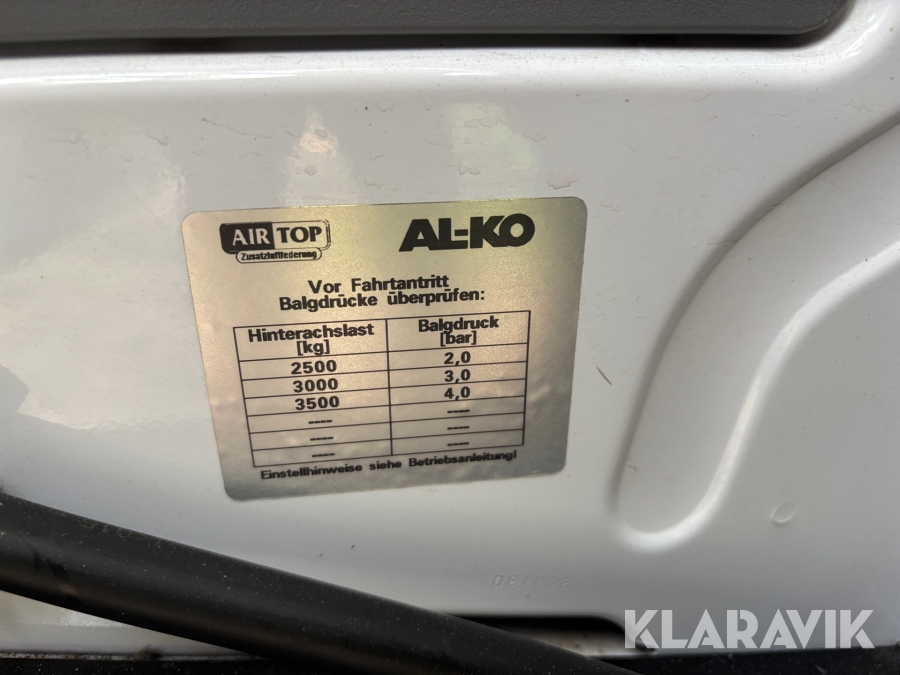 AIR TOP
Zusatzluftfederung
AL-KO
Vor Fahrtantritt
Balgdrücke überprüfen:
Hinterachslast Balgdruck
[kg] [bar]
2500 2,0
3000 3,0
3500 4,0
---- ----
---- ----
---- ----
Einstellhinweise siehe Betriebsanleitung!
KLARAVIK